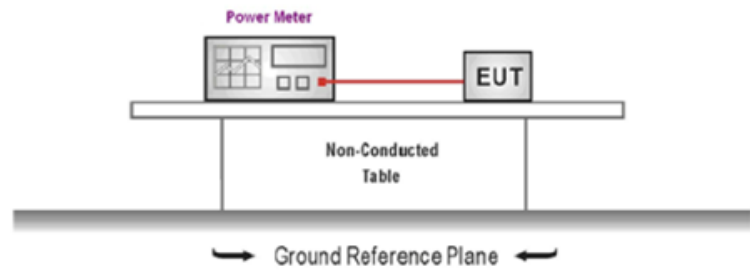 Power Meter
EUT
Non-Conducted
Table
Ground Reference Plane